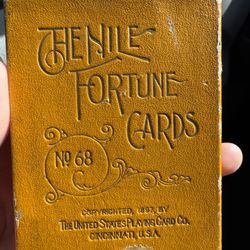 THE NILE
FORTUNE
CARDS
No 68
C
COPYRIGHTED, 1897, BY
THE UNITED STATES PLAYING CARD CO.
CINCINNATI, U.S.A.